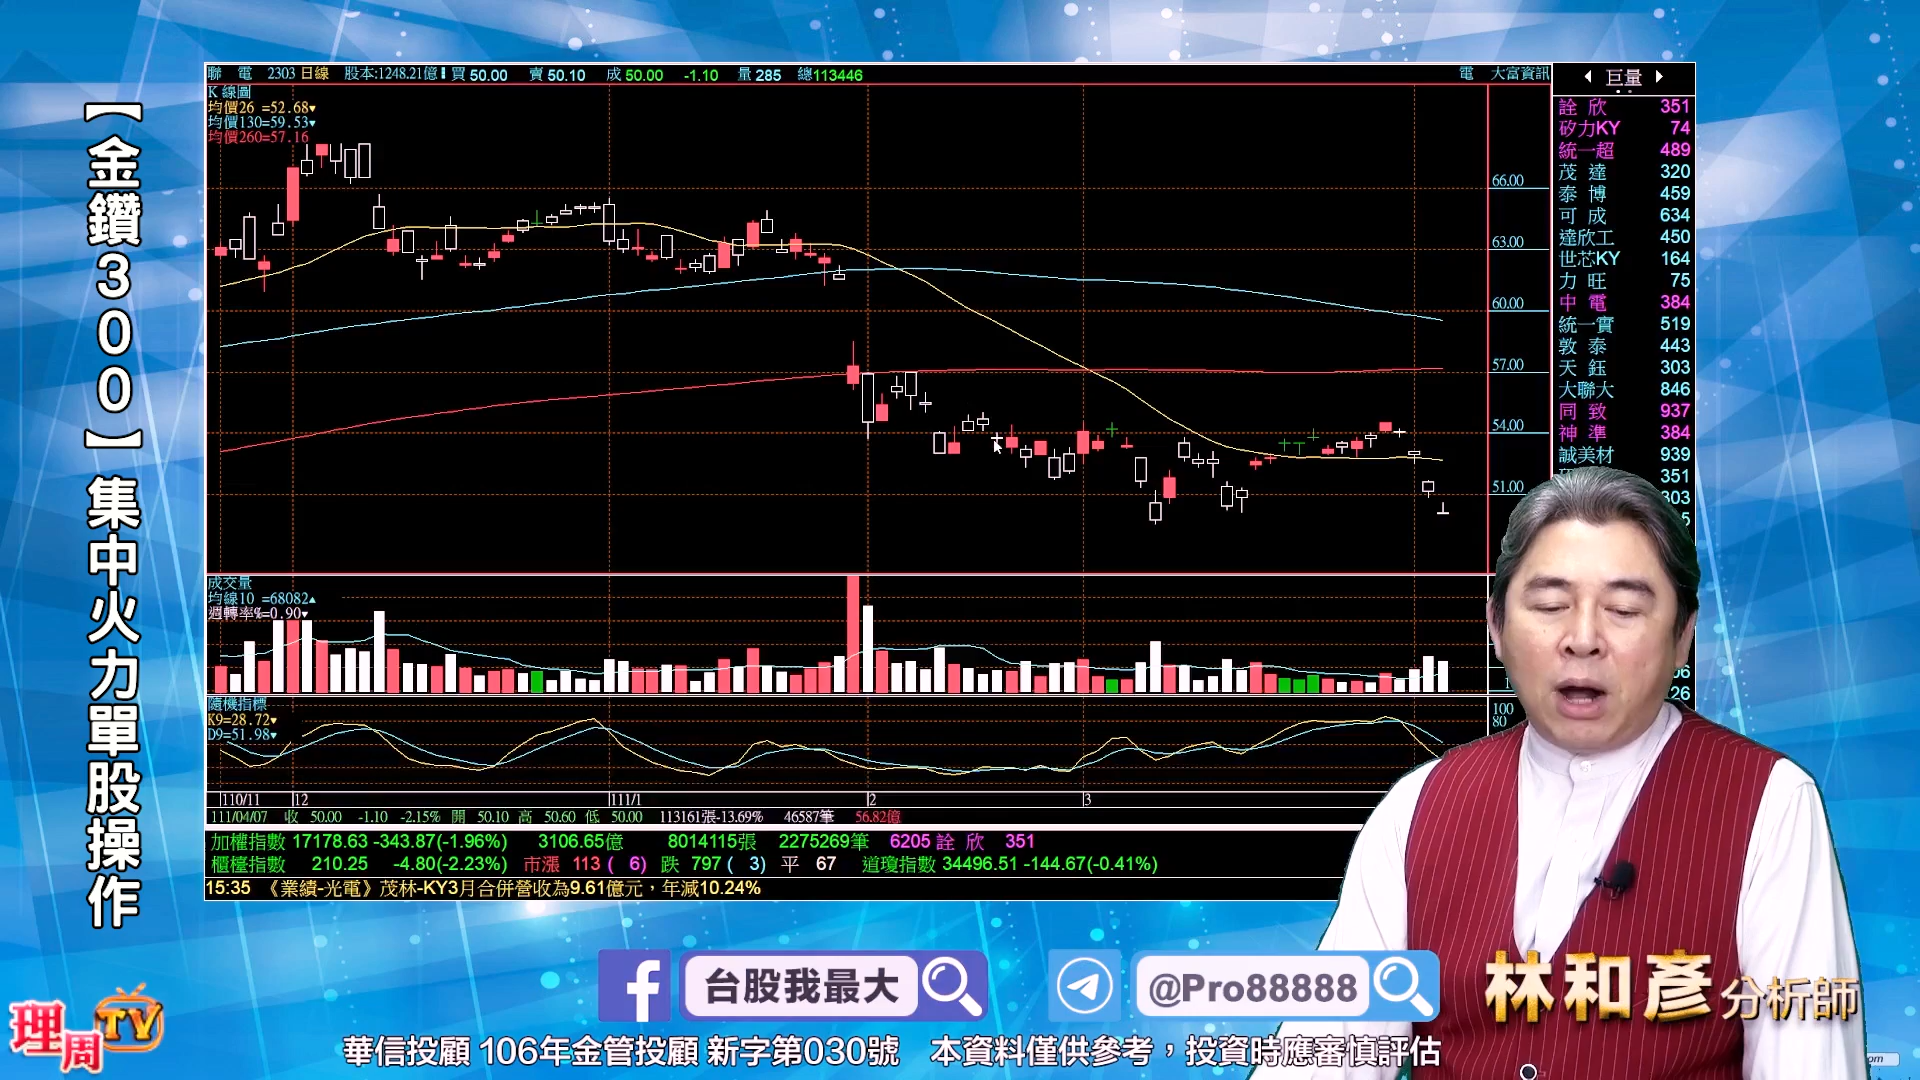 【金鑽300】集中火力單股操作
聯 電 2303 日線 股本:1248.21億 買 50.00 賣 50.10 成 50.00 -1.10 量 285 總113446 電 大富資訊
K 線圖
均價26 =52.68▼
均價130=59.53▼
均價260=57.16
66.00
63.00
60.00
57.00
54.00
51.00
成交量
均線10 =68082▲
週轉率%=0.90▼
隨機指標
K9=28.72▼
D9=51.98▼
100
80
110/11 12 111/1 2 3
111/04/07 收 50.00 -1.10 -2.15% 開 50.10 高 50.60 低 50.00 113161張-13.69% 46587筆 56.82億
加權指數 17178.63 -343.87(-1.96%) 3106.65億 8014115張 2275269筆 6205 詮 欣 351
櫃檯指數 210.25 -4.80(-2.23%) 市漲 113 ( 6) 跌 797 ( 3) 平 67 道瓊指數 34496.51 -144.67(-0.41%)
15:35 《業績-光電》茂林-KY3月合併營收為9.61億元，年減10.24%
巨量
詮 欣 351
矽力KY 74
統一超 489
茂 達 320
泰 博 459
可 成 634
達欣工 450
世芯KY 164
力 旺 75
中 電 384
統一實 519
敦 泰 443
天 鈺 303
大聯大 846
同 致 937
神 準 384
誠美材 939
351
303
台股我最大
@Pro88888
林和彥分析師
理周TV
華信投顧 106年金管投顧 新字第030號 本資料僅供參考，投資時應審慎評估